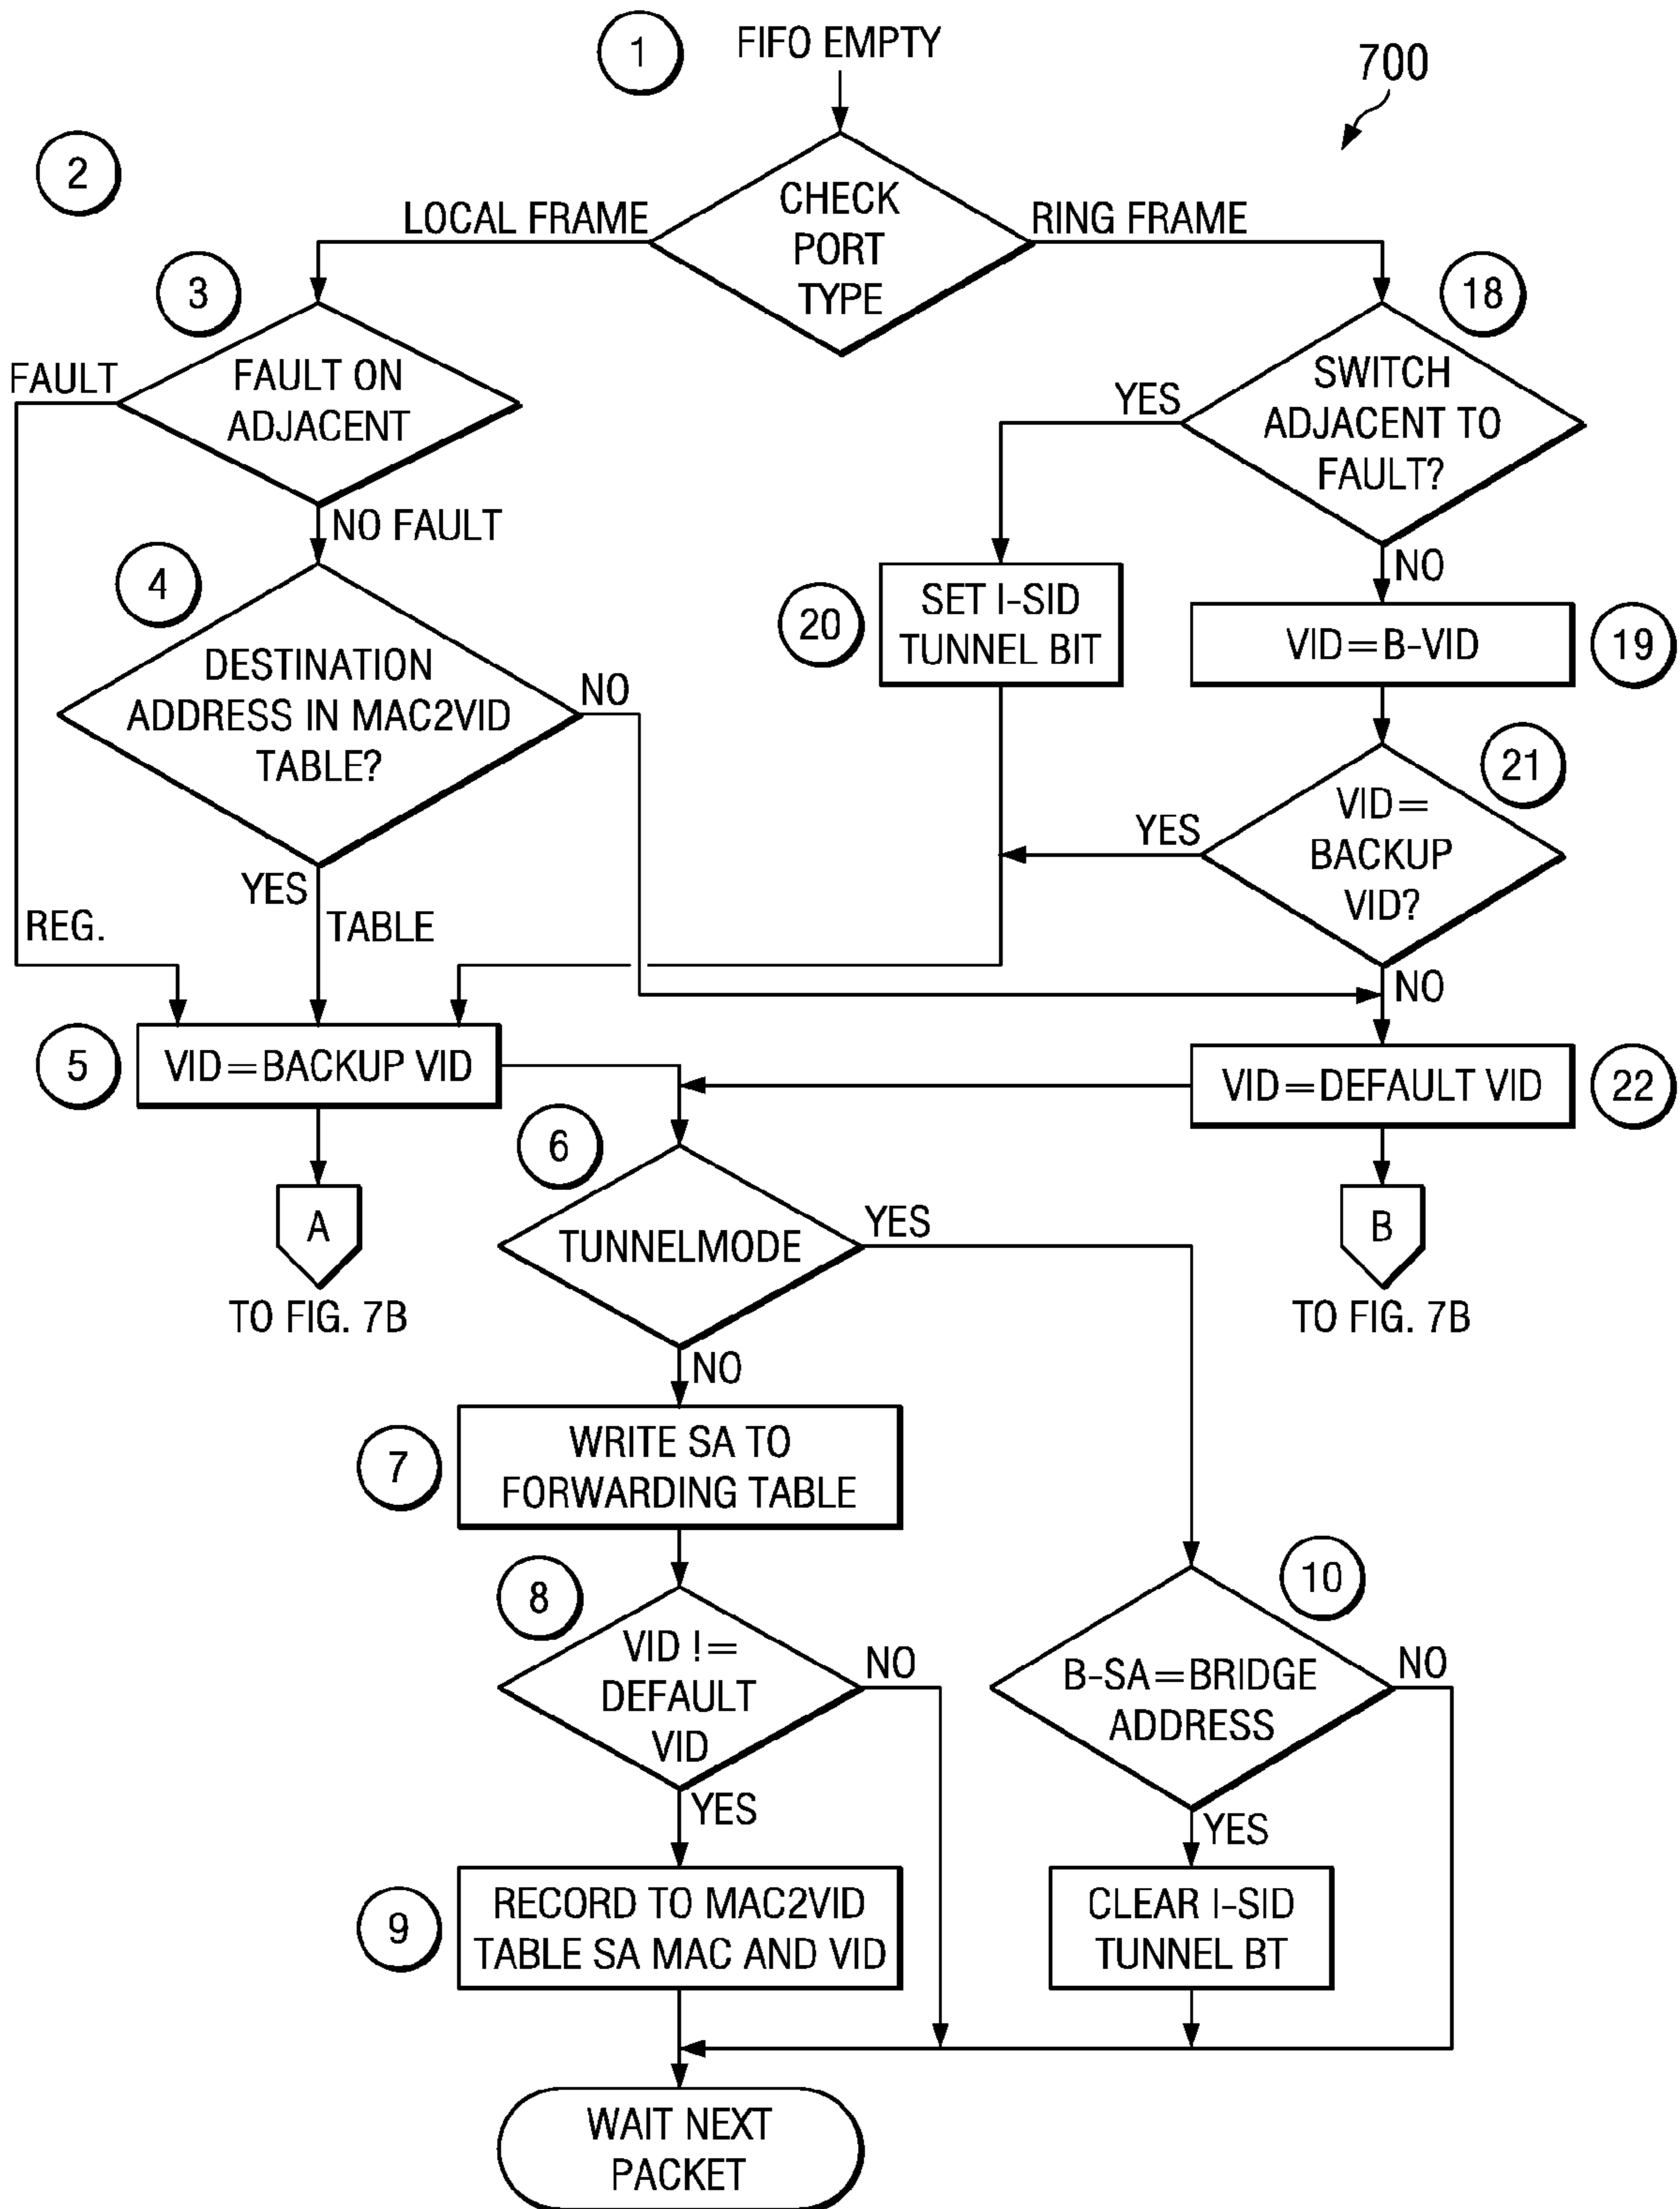 1
FIFO EMPTY
700
2
CHECK
PORT
TYPE
LOCAL FRAME
RING FRAME
3
18
FAULT
FAULT ON
ADJACENT
SWITCH
ADJACENT TO
FAULT?
YES
NO FAULT
NO
4
20
SET I-SID
TUNNEL BIT
VID=B-VID
19
DESTINATION
ADDRESS IN MAC2VID
TABLE?
NO
21
VID=
BACKUP
VID?
YES
YES
REG.
TABLE
NO
5
VID=BACKUP VID
VID=DEFAULT VID
22
6
A
TO FIG. 7B
TUNNELMODE
YES
B
TO FIG. 7B
NO
7
WRITE SA TO
FORWARDING TABLE
8
10
VID !=
DEFAULT
VID
NO
B-SA=BRIDGE
ADDRESS
NO
YES
YES
9
RECORD TO MAC2VID
TABLE SA MAC AND VID
CLEAR I-SID
TUNNEL BT
WAIT NEXT
PACKET